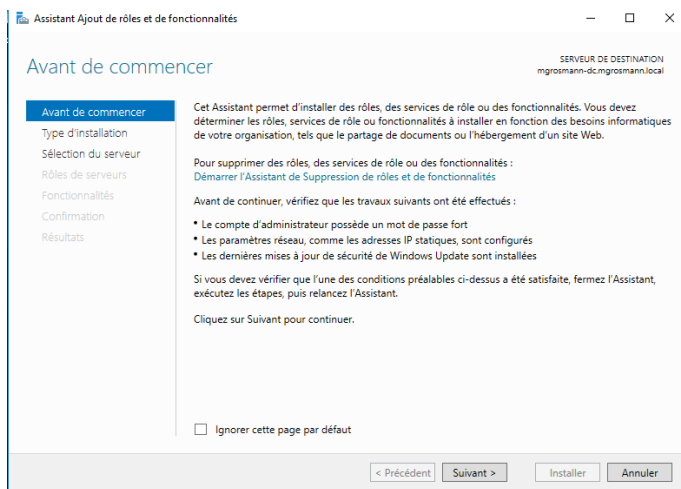 Assistant Ajout de rôles et de fonctionnalités
Avant de commencer
SERVEUR DE DESTINATION
mgrosmann-dc.mgrosmann.local
Avant de commencer
Type d'installation
Sélection du serveur
Rôles de serveurs
Fonctionnalités
Confirmation
Résultats
Cet Assistant permet d'installer des rôles, des services de rôle ou des fonctionnalités. Vous devez
déterminer les rôles, services de rôle ou fonctionnalités à installer en fonction des besoins informatiques
de votre organisation, tels que le partage de documents ou l'hébergement d'un site Web.
Pour supprimer des rôles, des services de rôle ou des fonctionnalités :
Démarrer l'Assistant de Suppression de rôles et de fonctionnalités
Avant de continuer, vérifiez que les travaux suivants ont été effectués :
• Le compte d'administrateur possède un mot de passe fort
• Les paramètres réseau, comme les adresses IP statiques, sont configurés
• Les dernières mises à jour de sécurité de Windows Update sont installées
Si vous devez vérifier que l'une des conditions préalables ci-dessus a été satisfaite, fermez l'Assistant,
exécutez les étapes, puis relancez l'Assistant.
Cliquez sur Suivant pour continuer.
Ignorer cette page par défaut
< Précédent
Suivant >
Installer
Annuler